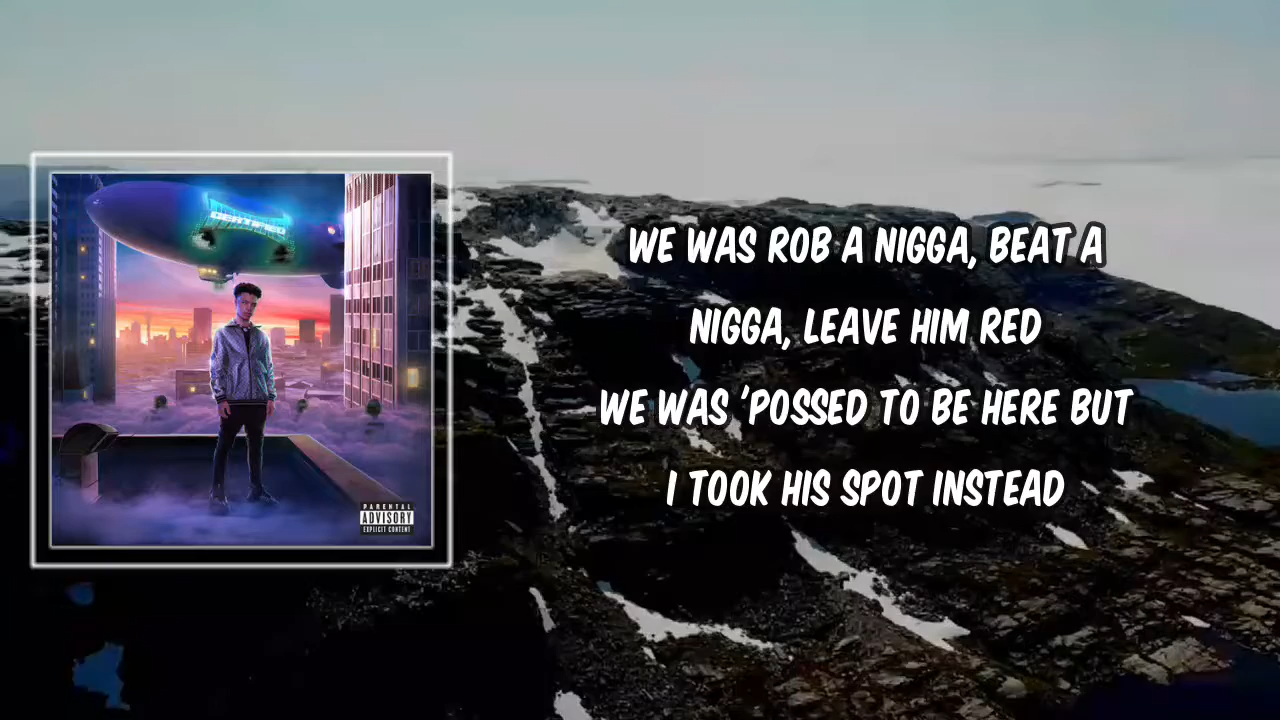 CERTIFIED
PARENTAL
ADVISORY
EXPLICIT CONTENT
WE WAS ROB A NIGGA, BEAT A
NIGGA, LEAVE HIM RED
WE WAS 'POSSED TO BE HERE BUT
I TOOK HIS SPOT INSTEAD